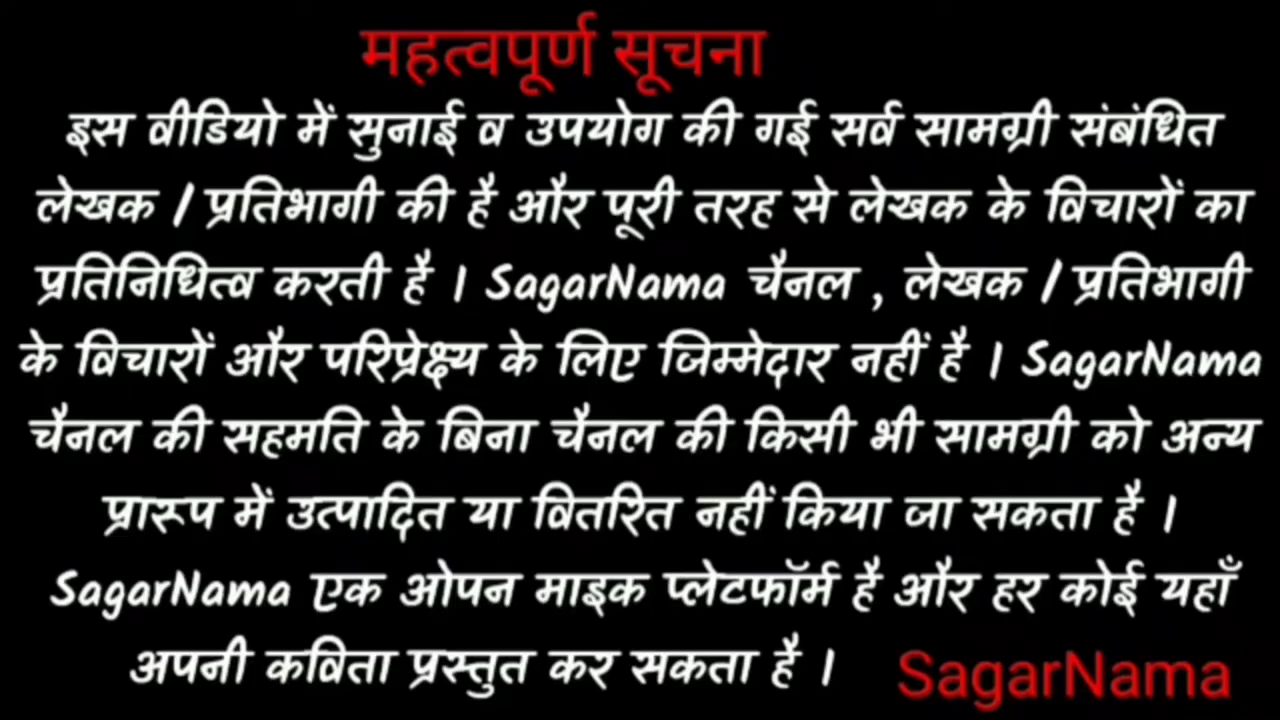 महत्वपूर्ण सूचना
इस वीडियो में सुनाई व उपयोग की गई सर्व सामग्री संबंधित
लेखक / प्रतिभागी की है और पूरी तरह से लेखक के विचारों का
प्रतिनिधित्व करती है । SagarNama चैनल , लेखक / प्रतिभागी
के विचारों और परिप्रेक्ष्य के लिए जिम्मेदार नहीं है । SagarNama
चैनल की सहमति के बिना चैनल की किसी भी सामग्री को अन्य
प्रारूप में उत्पादित या वितरित नहीं किया जा सकता है ।
SagarNama एक ओपन माइक प्लेटफॉर्म है और हर कोई यहाँ
अपनी कविता प्रस्तुत कर सकता है ।
SagarNama